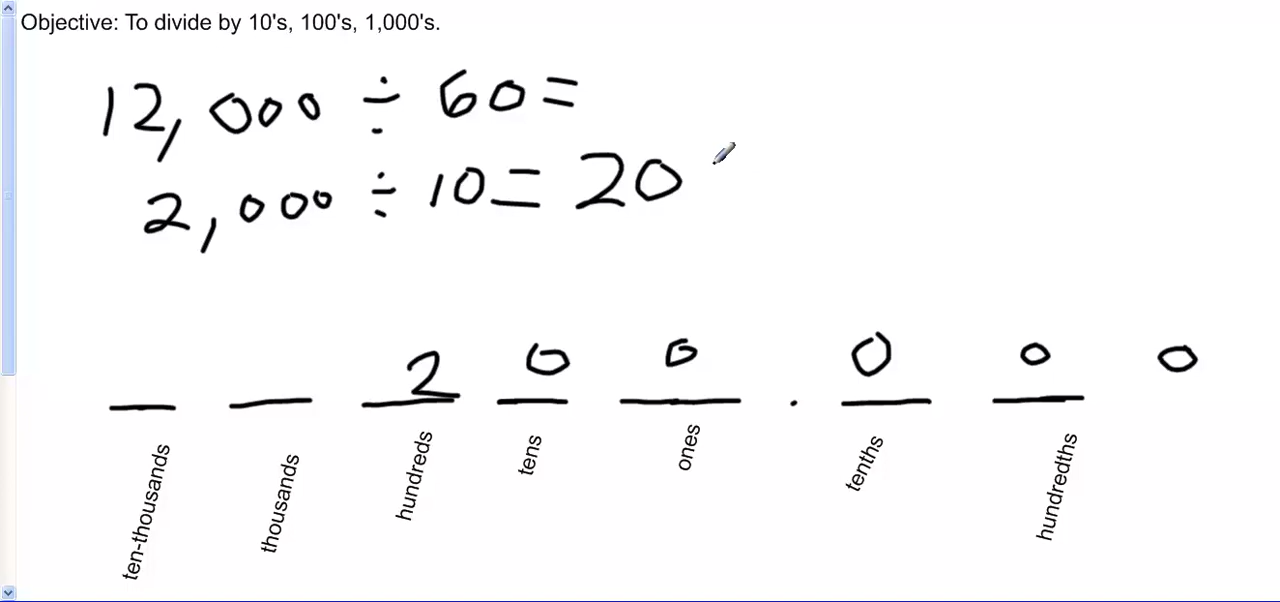 Objective: To divide by 10's, 100's, 1,000's.
12,000 ÷ 60=
2,000 ÷ 10= 20
2 0 0 . 0 0 0
ten-thousands thousands hundreds tens ones tenths hundredths